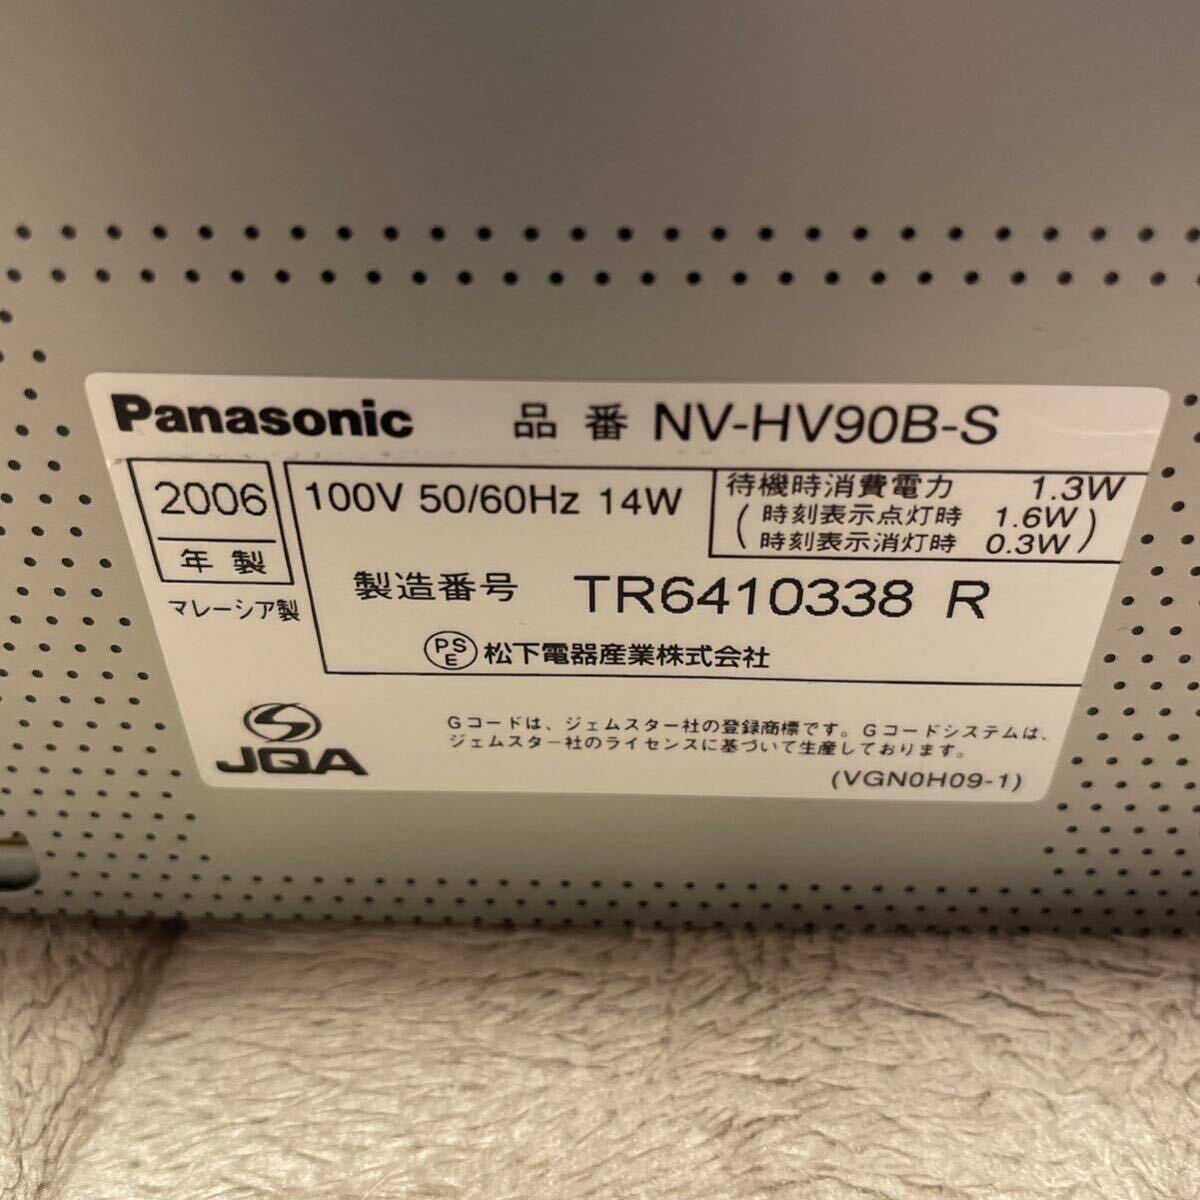 Panasonic 品番 NV-HV90B-S
2006
年製
マレーシア製
100V 50/60Hz 14W
待機時消費電力 1.3W
(時刻表示点灯時 1.6W)
(時刻表示消灯時 0.3W)
製造番号 TR6410338 R
PSE 松下電器産業株式会社
JQA
Gコードは、ジェムスター社の登録商標です。Gコードシステムは、
ジェムスター社のライセンスに基づいて生産しております。
(VGN0H09-1)